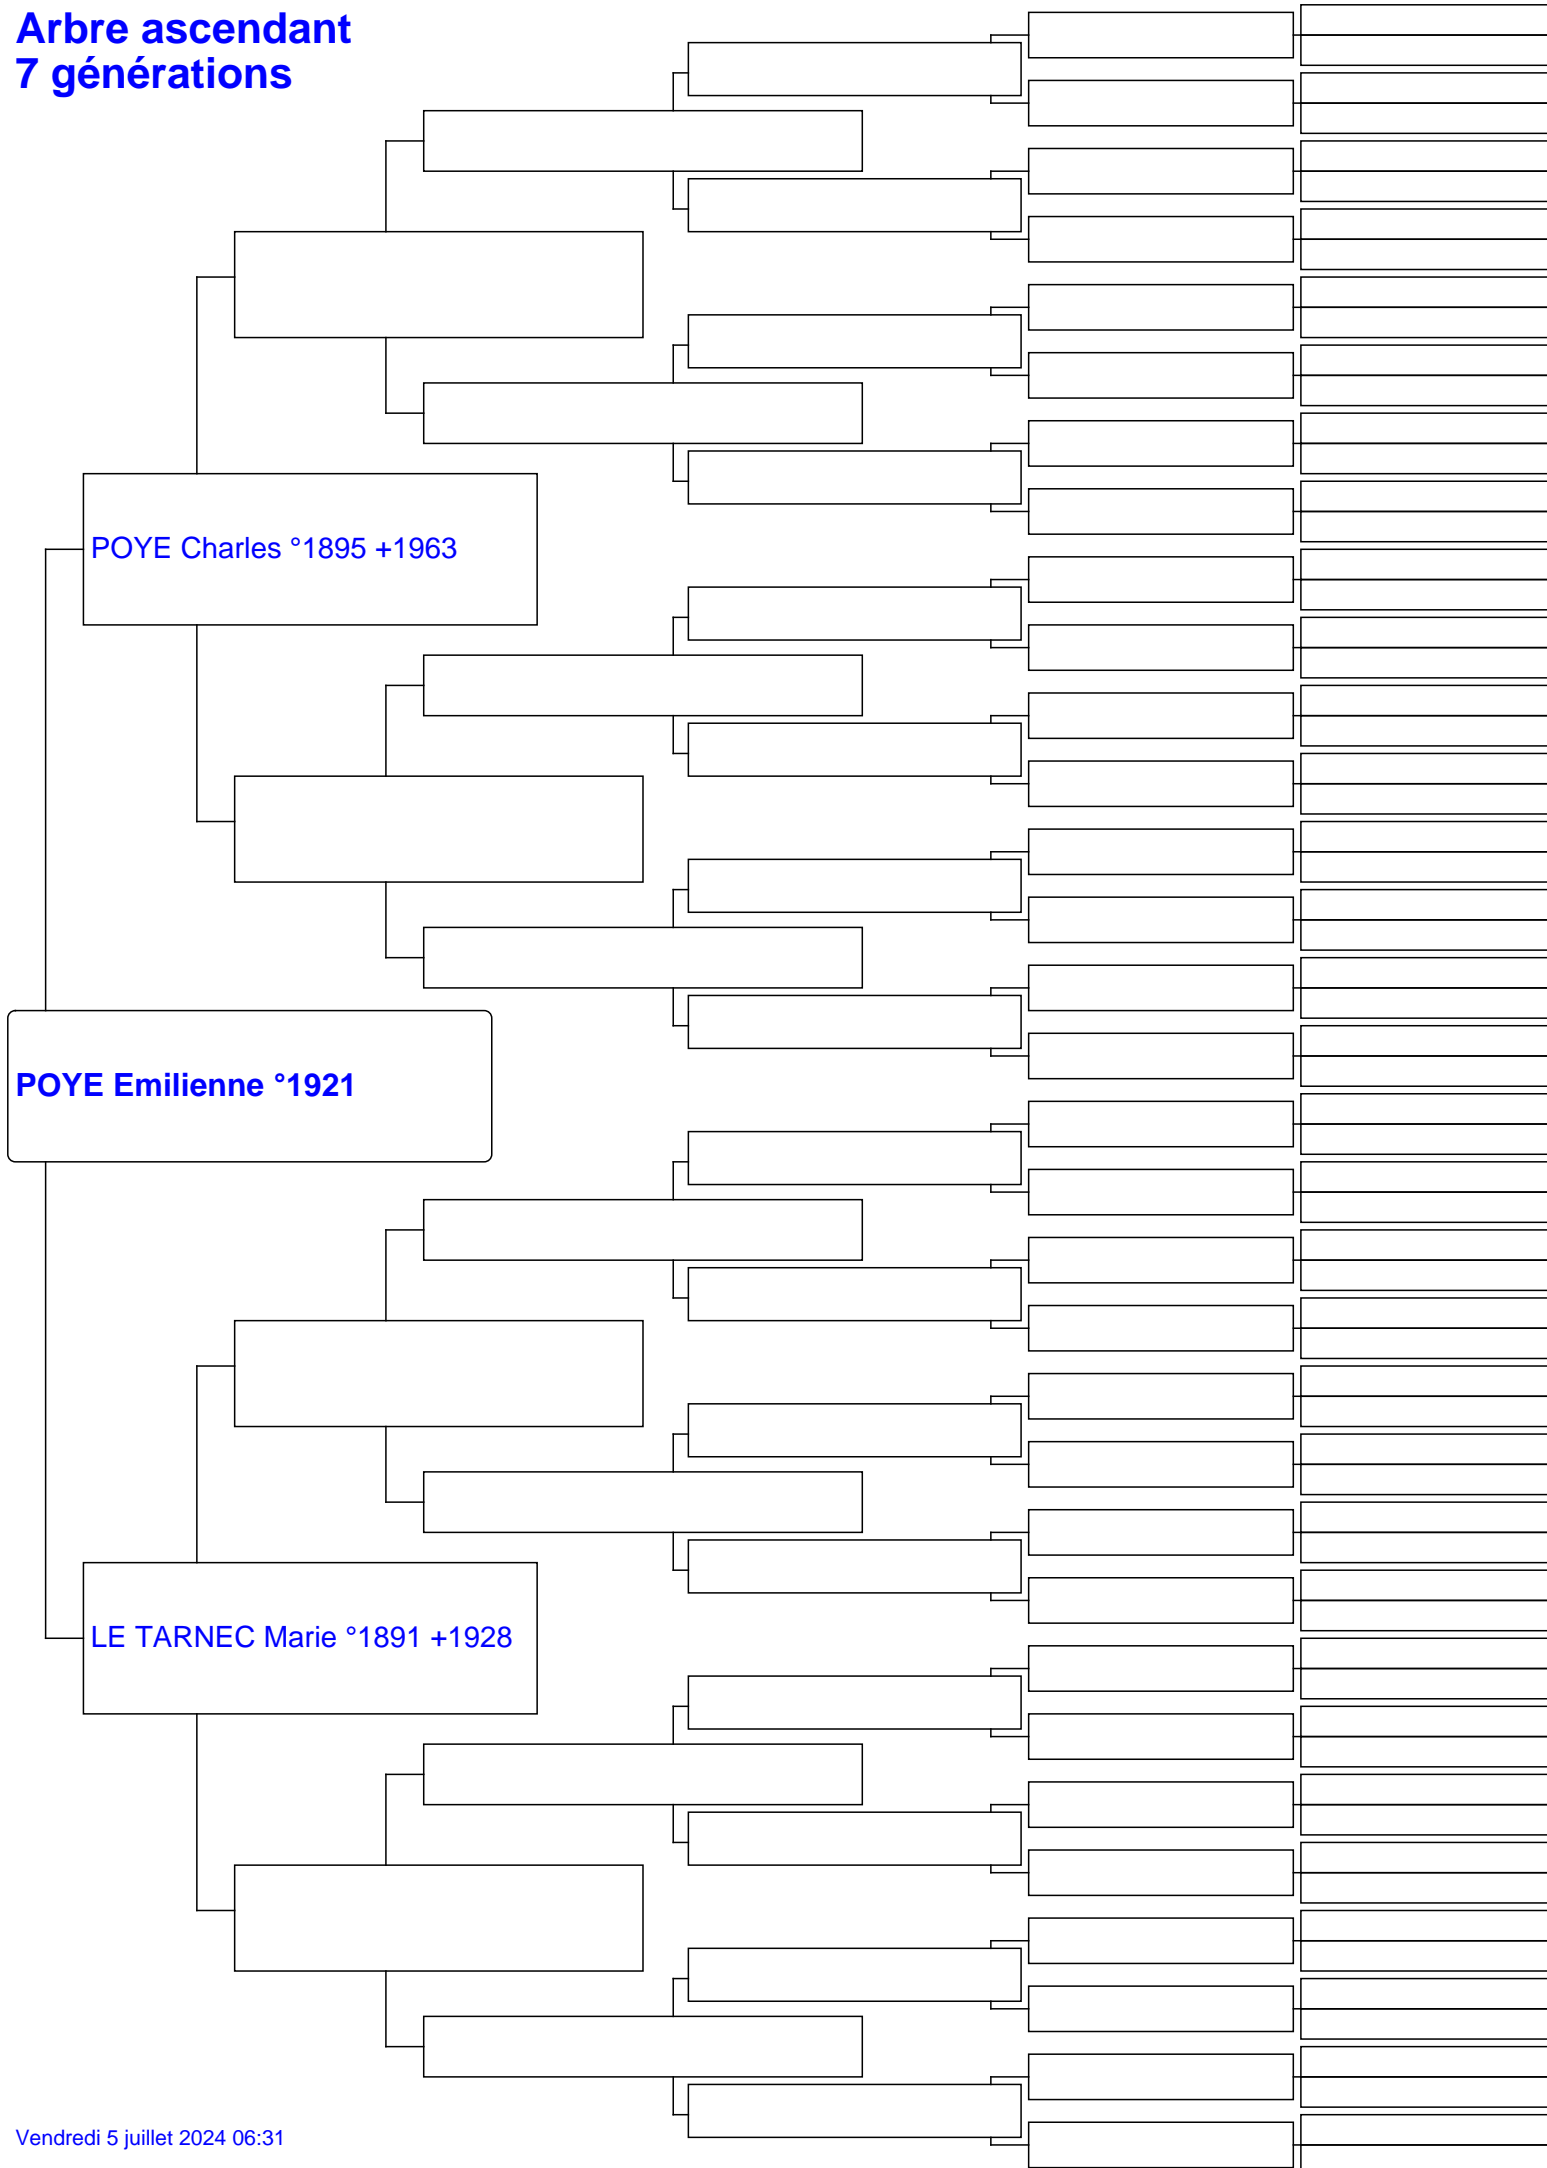 Arbre ascendant
7 générations
POYE Charles °1895 +1963
POYE Emilienne °1921
LE TARNEC Marie °1891 +1928
Vendredi 5 juillet 2024 06:31